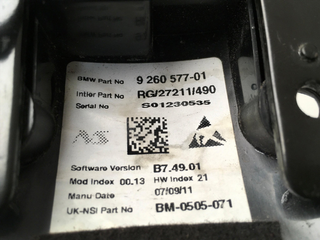 BMW Part No 9 260 577-01
Intier Part No RG/27211/490
Serial No S01230535
Software Version B7.49.01
Mod Index 00.13 HW Index 21
Manu Date 07/09/11
UK-NSI Part No BM-0505-071